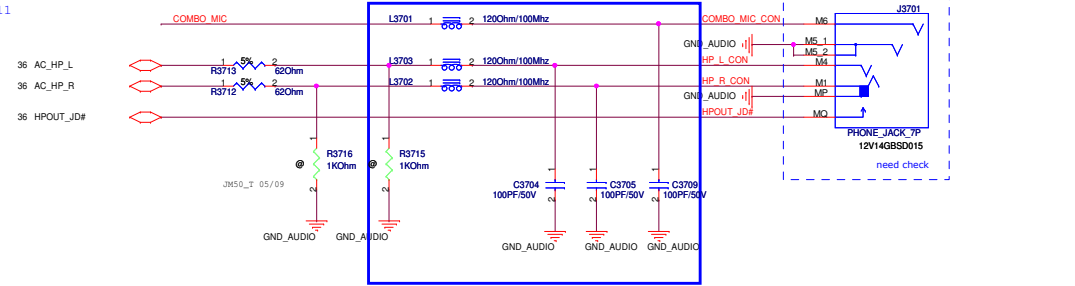 11
COMBO_MIC
L3701
1
2
120Ohm/100Mhz
COMBO_MIC_CON
J3701
M6
GND_AUDIO
M5_1
M5_2
36 AC_HP_L
1
5%
2
R3713
62Ohm
L3703
1
2
120Ohm/100Mhz
HP_L_CON
M4
36 AC_HP_R
1
5%
2
R3712
62Ohm
L3702
1
2
120Ohm/100Mhz
HP_R_CON
M1
GND_AUDIO
MP
36 HPOUT_JD#
HPOUT_JD#
MQ
PHONE_JACK_7P
12V14GBSD015
need check
1
@
R3716
1KOhm
2
1
@
R3715
1KOhm
2
JM50_T 05/09
1
C3704
100PF/50V
2
1
C3705
100PF/50V
2
1
C3709
100PF/50V
2
GND_AUDIO
GND_AUDIO
GND_AUDIO
GND_AUDIO
GND_AUDIO